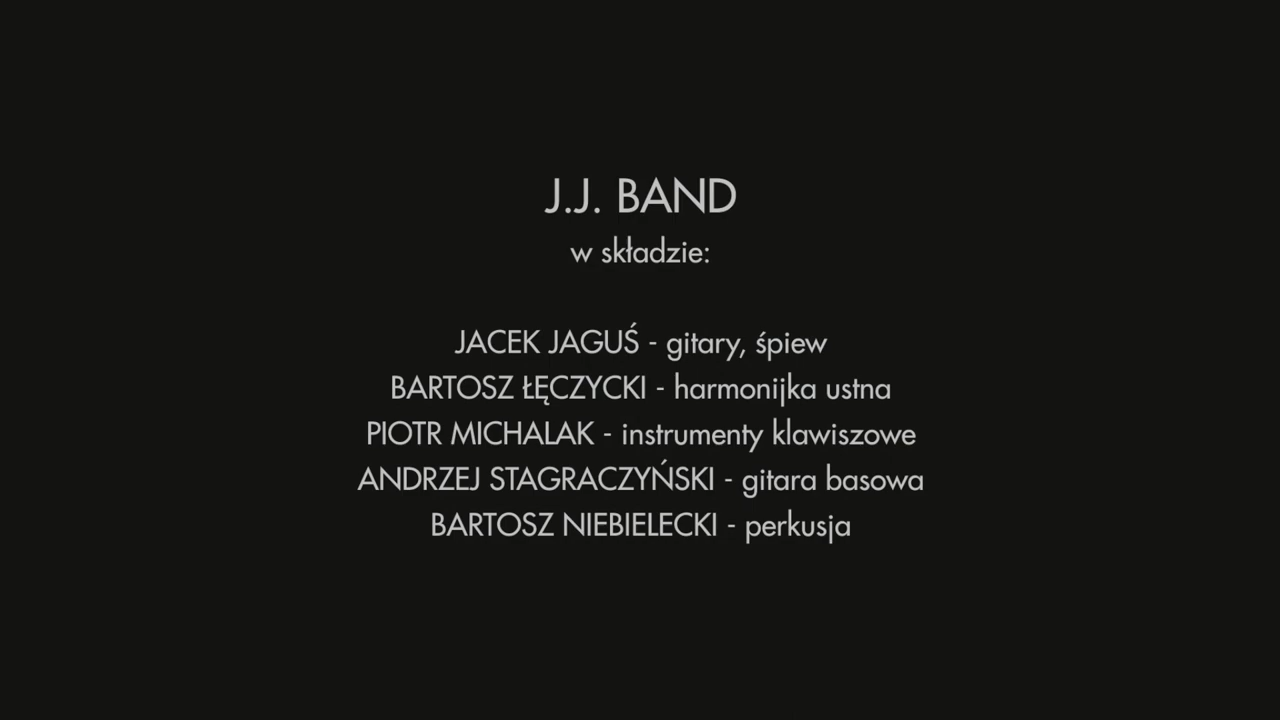 J.J. BAND
w składzie:
JACEK JAGUŚ - gitary, śpiew
BARTOSZ ŁĘCZYCKI - harmonijka ustna
PIOTR MICHALAK - instrumenty klawiszowe
ANDRZEJ STAGRACZYŃSKI - gitara basowa
BARTOSZ NIEBIELECKI - perkusja